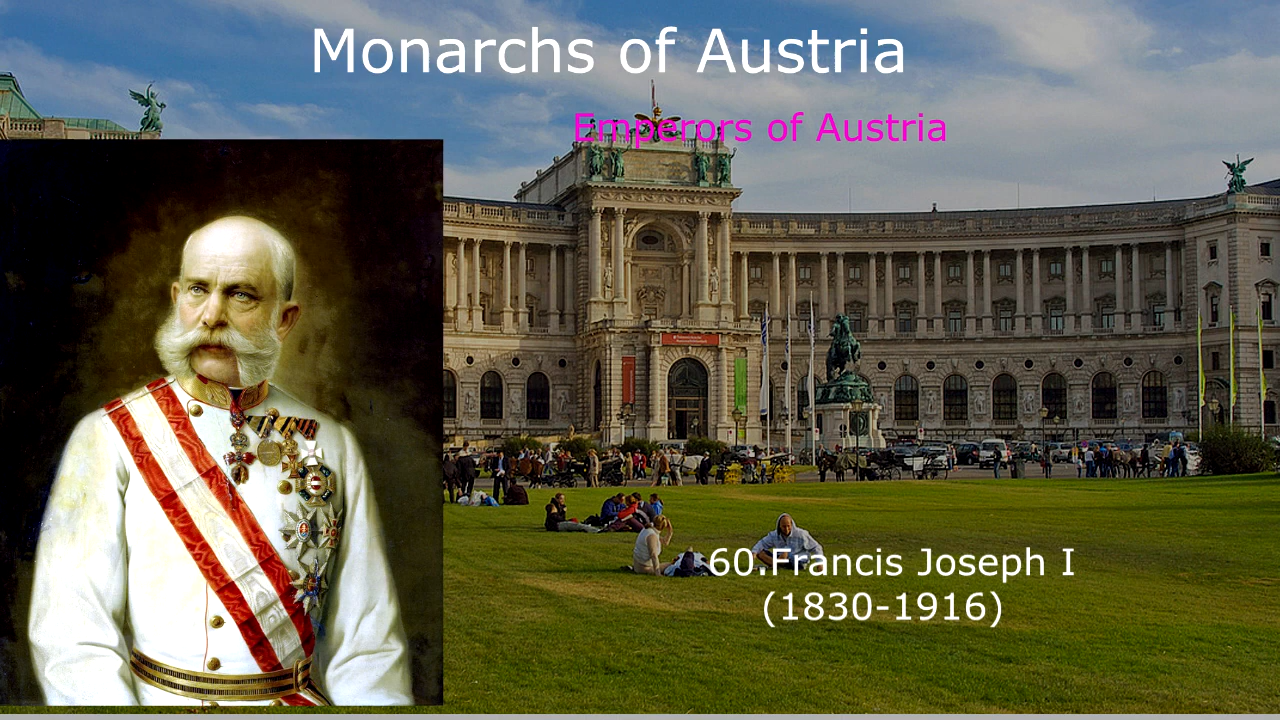 Monarchs of Austria
Emperors of Austria
60.Francis Joseph I
(1830-1916)